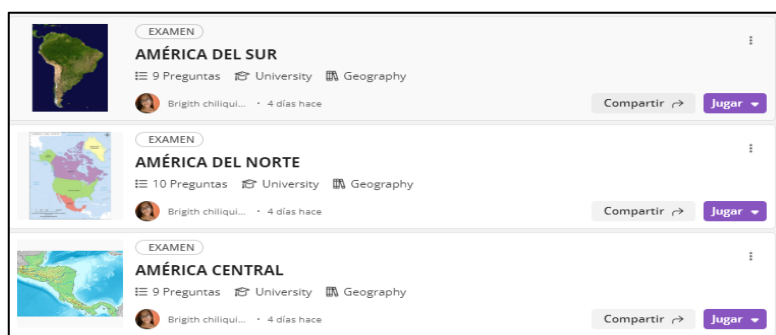 EXAMEN
AMÉRICA DEL SUR
9 Preguntas University Geography
Brigith chiliqui... • 4 días hace
Compartir Jugar
EXAMEN
AMÉRICA DEL NORTE
10 Preguntas University Geography
Brigith chiliqui... • 4 días hace
Compartir Jugar
EXAMEN
AMÉRICA CENTRAL
9 Preguntas University Geography
Brigith chiliqui... • 4 días hace
Compartir Jugar